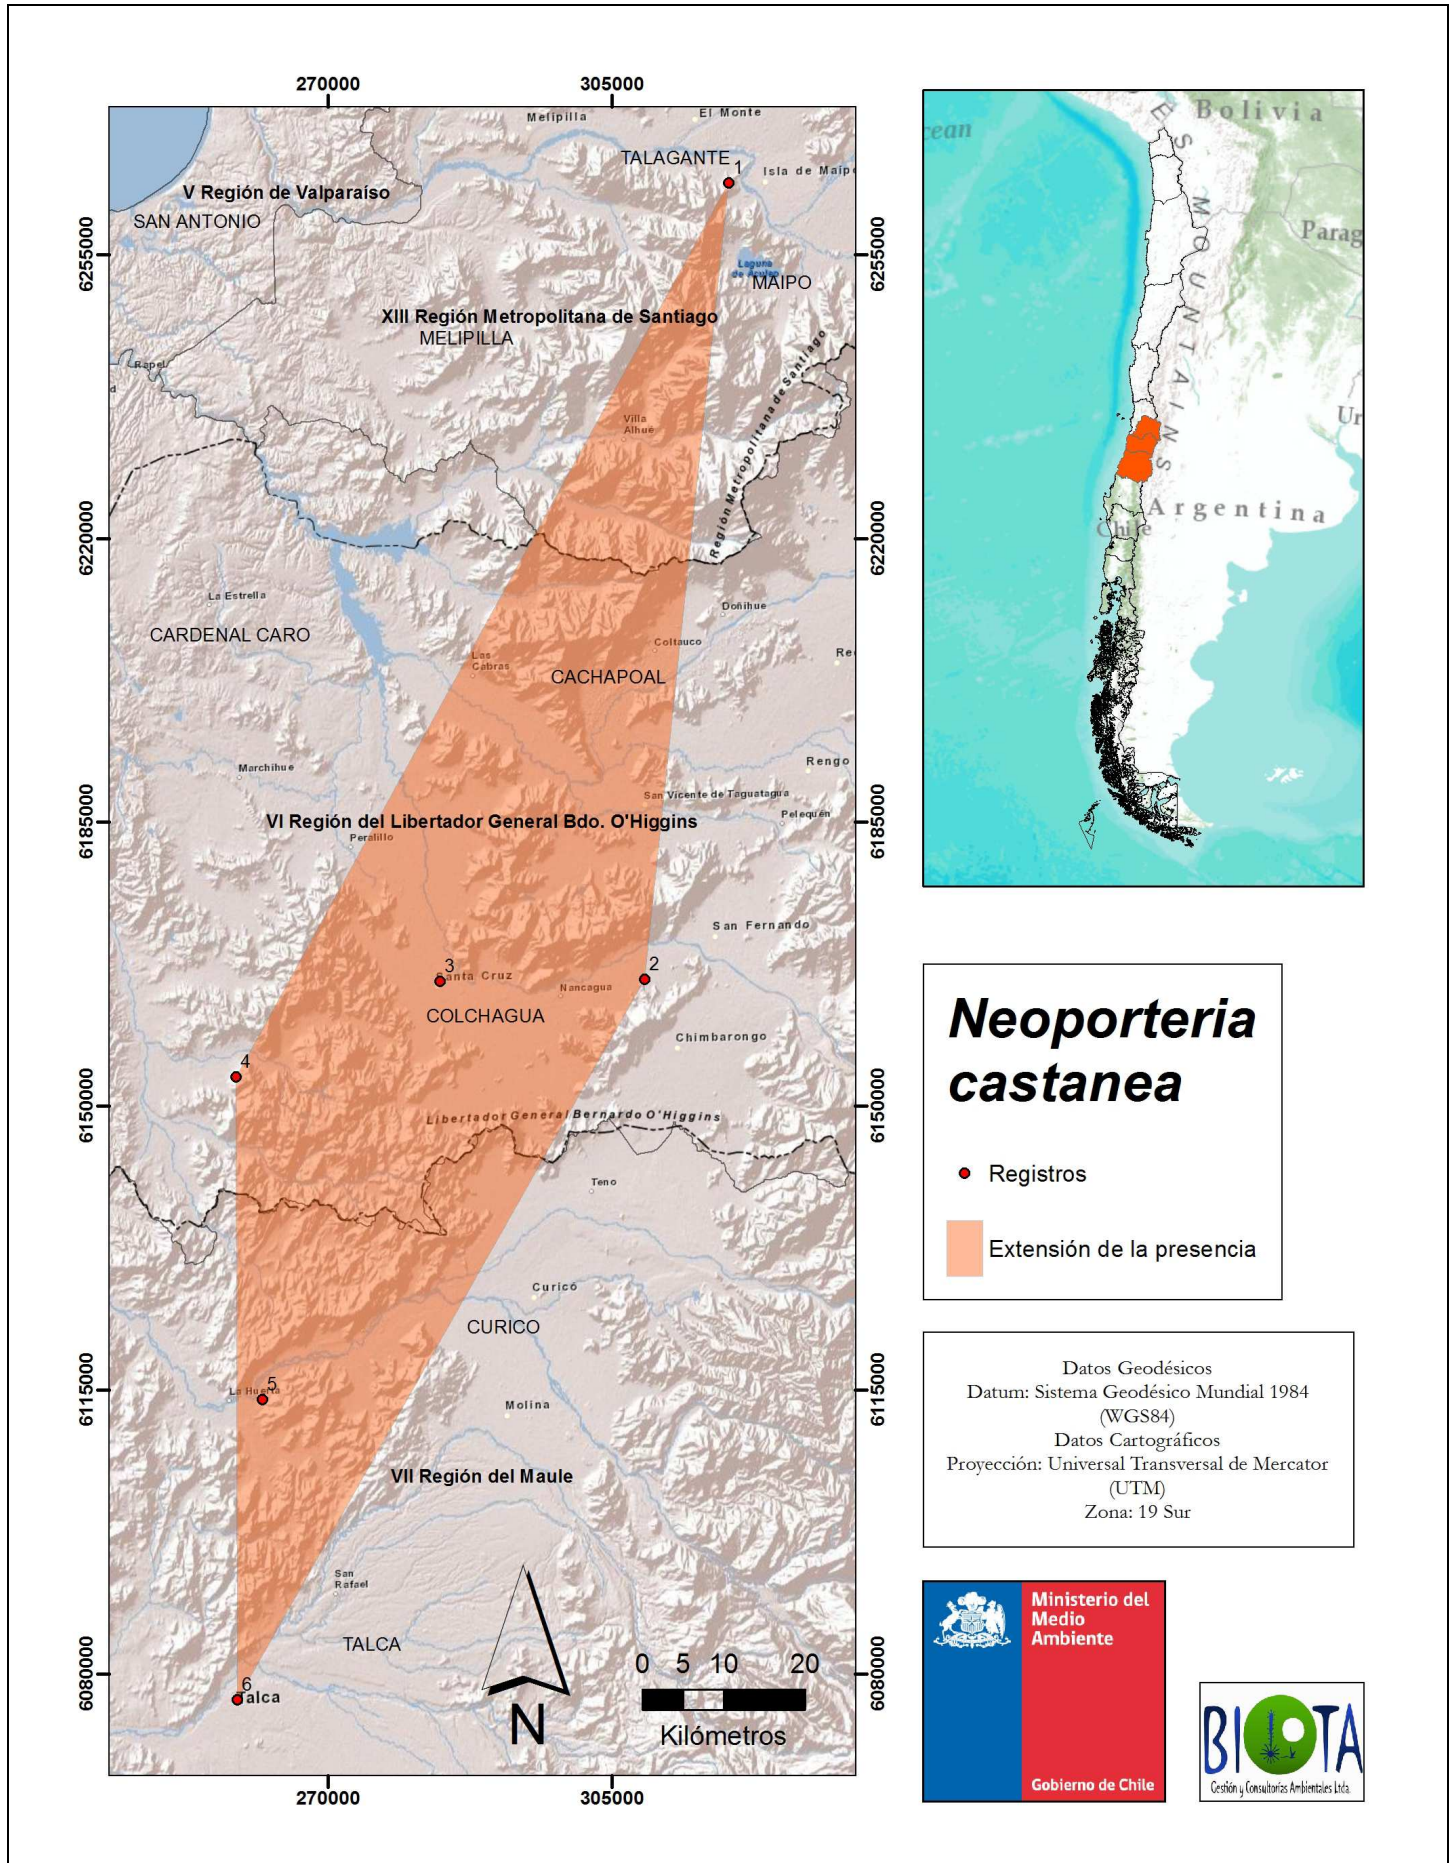 270000
305000
Melipilla
El Monte
TALAGANTE
1
Isla de Maipo
V Región de Valparaíso
SAN ANTONIO
6255000
6255000
Laguna
de Aculeo
MAIPO
XIII Región Metropolitana de Santiago
MELIPILLA
Rapel
Región Metropolitana de Santiago
Villa
Alhué
6220000
6220000
La Estrella
Doñihue
CARDENAL CARO
Coltauco
Las
Cabras
Re
CACHAPOAL
Rengo
Marchihue
San Vicente de Taguatagua
Pelequén
6185000
6185000
VI Región del Libertador General Bdo. O'Higgins
Peralillo
San Fernando
3
2
Santa Cruz
Nancagua
COLCHAGUA
Chimbarongo
4
6150000
6150000
Libertador General Bernardo O'Higgins
Teno
Curicó
CURICO
6115000
6115000
5
La Huerta
Molina
VII Región del Maule
San
Rafael
TALCA
6080000
6080000
6
Talca
0 5 10 20
Kilómetros
N
270000
305000
cean
Bolivia
ES MOUNTAINS
Parag
Ur
Argentina
Chile
Neoporteria
castanea
Registros
Extensión de la presencia
Datos Geodésicos
Datum: Sistema Geodésico Mundial 1984
(WGS84)
Datos Cartográficos
Proyección: Universal Transversal de Mercator
(UTM)
Zona: 19 Sur
Ministerio del
Medio
Ambiente
Gobierno de Chile
BIOTA
Gestión y Consultorías Ambientales Ltda.